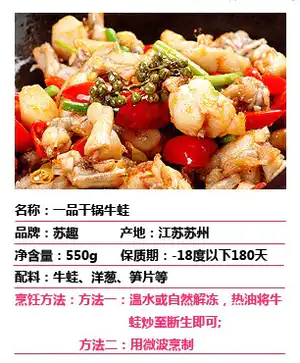 名称：一品干锅牛蛙
品牌：苏趣 产地：江苏苏州
净含量：550g 保质期：-18度以下180天
配料：牛蛙、洋葱、笋片等
烹饪方法：方法一：温水或自然解冻，热油将牛
蛙炒至断生即可;
方法二：用微波烹制